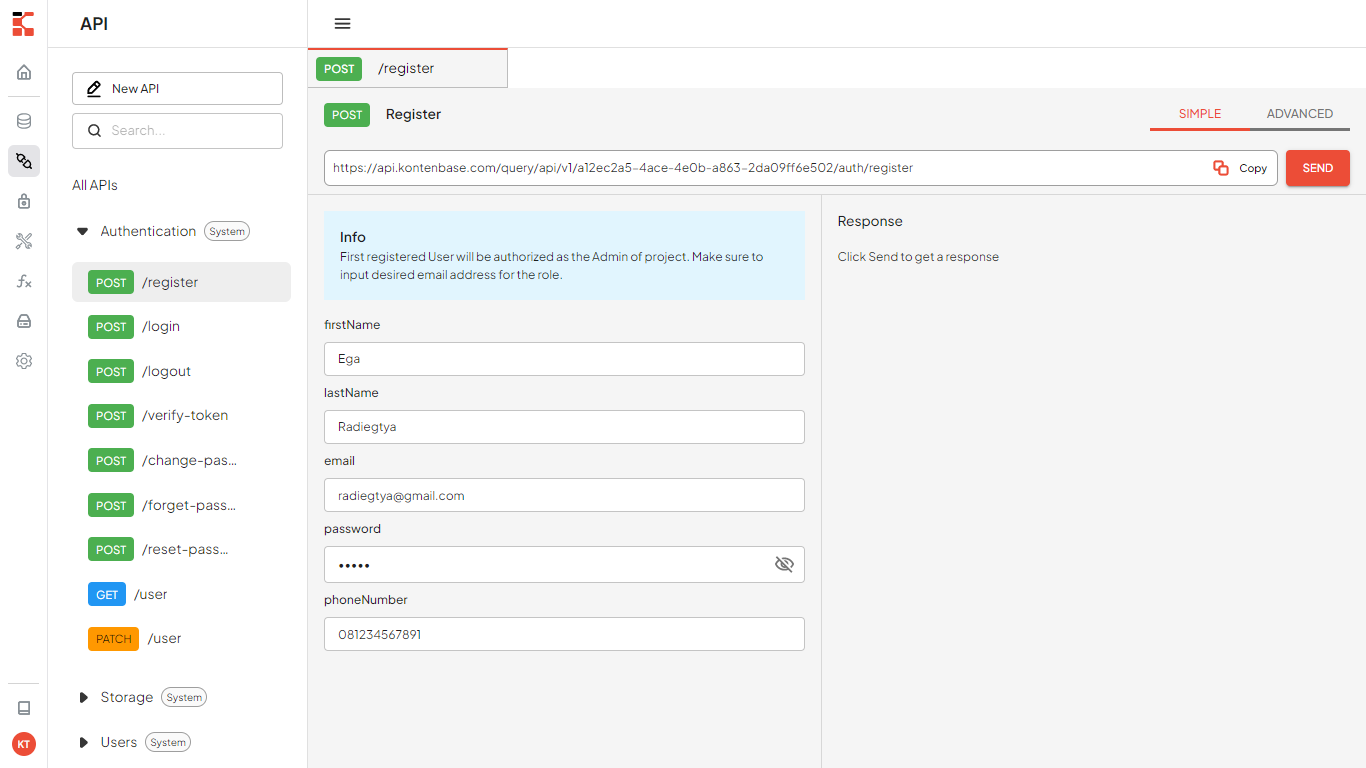 API
New API
Search...
All APIs
Authentication System
POST /register
POST /login
POST /logout
POST /verify-token
POST /change-pas...
POST /forget-pass...
POST /reset-pass...
GET /user
PATCH /user
Storage System
Users System
KT
POST /register
POST Register
SIMPLE ADVANCED
https://api.kontenbase.com/query/api/v1/a12ec2a5-4ace-4e0b-a863-2da09ff6e502/auth/register Copy SEND
Info
First registered User will be authorized as the Admin of project. Make sure to
input desired email address for the role.
firstName
Ega
lastName
Radiegtya
email
radiegtya@gmail.com
password
•••••
phoneNumber
081234567891
Response
Click Send to get a response